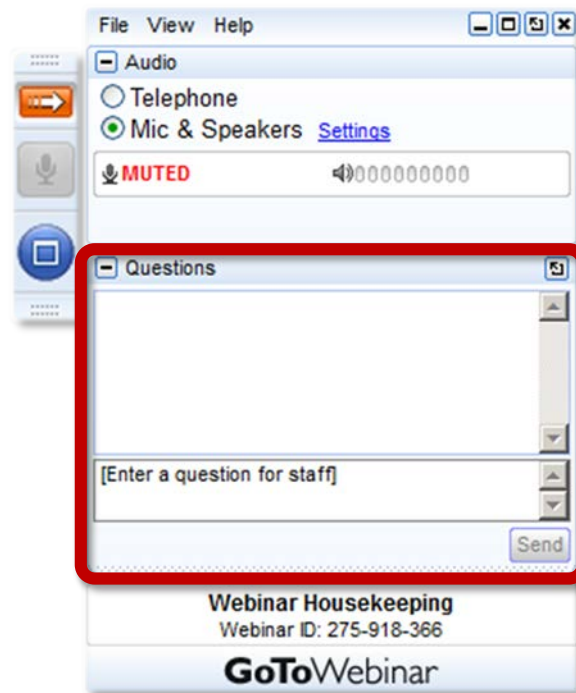 File View Help
Audio
Telephone
Mic & Speakers Settings
MUTED 000000000
Questions
[Enter a question for staff]
Send
Webinar Housekeeping
Webinar ID: 275-918-366
GoToWebinar